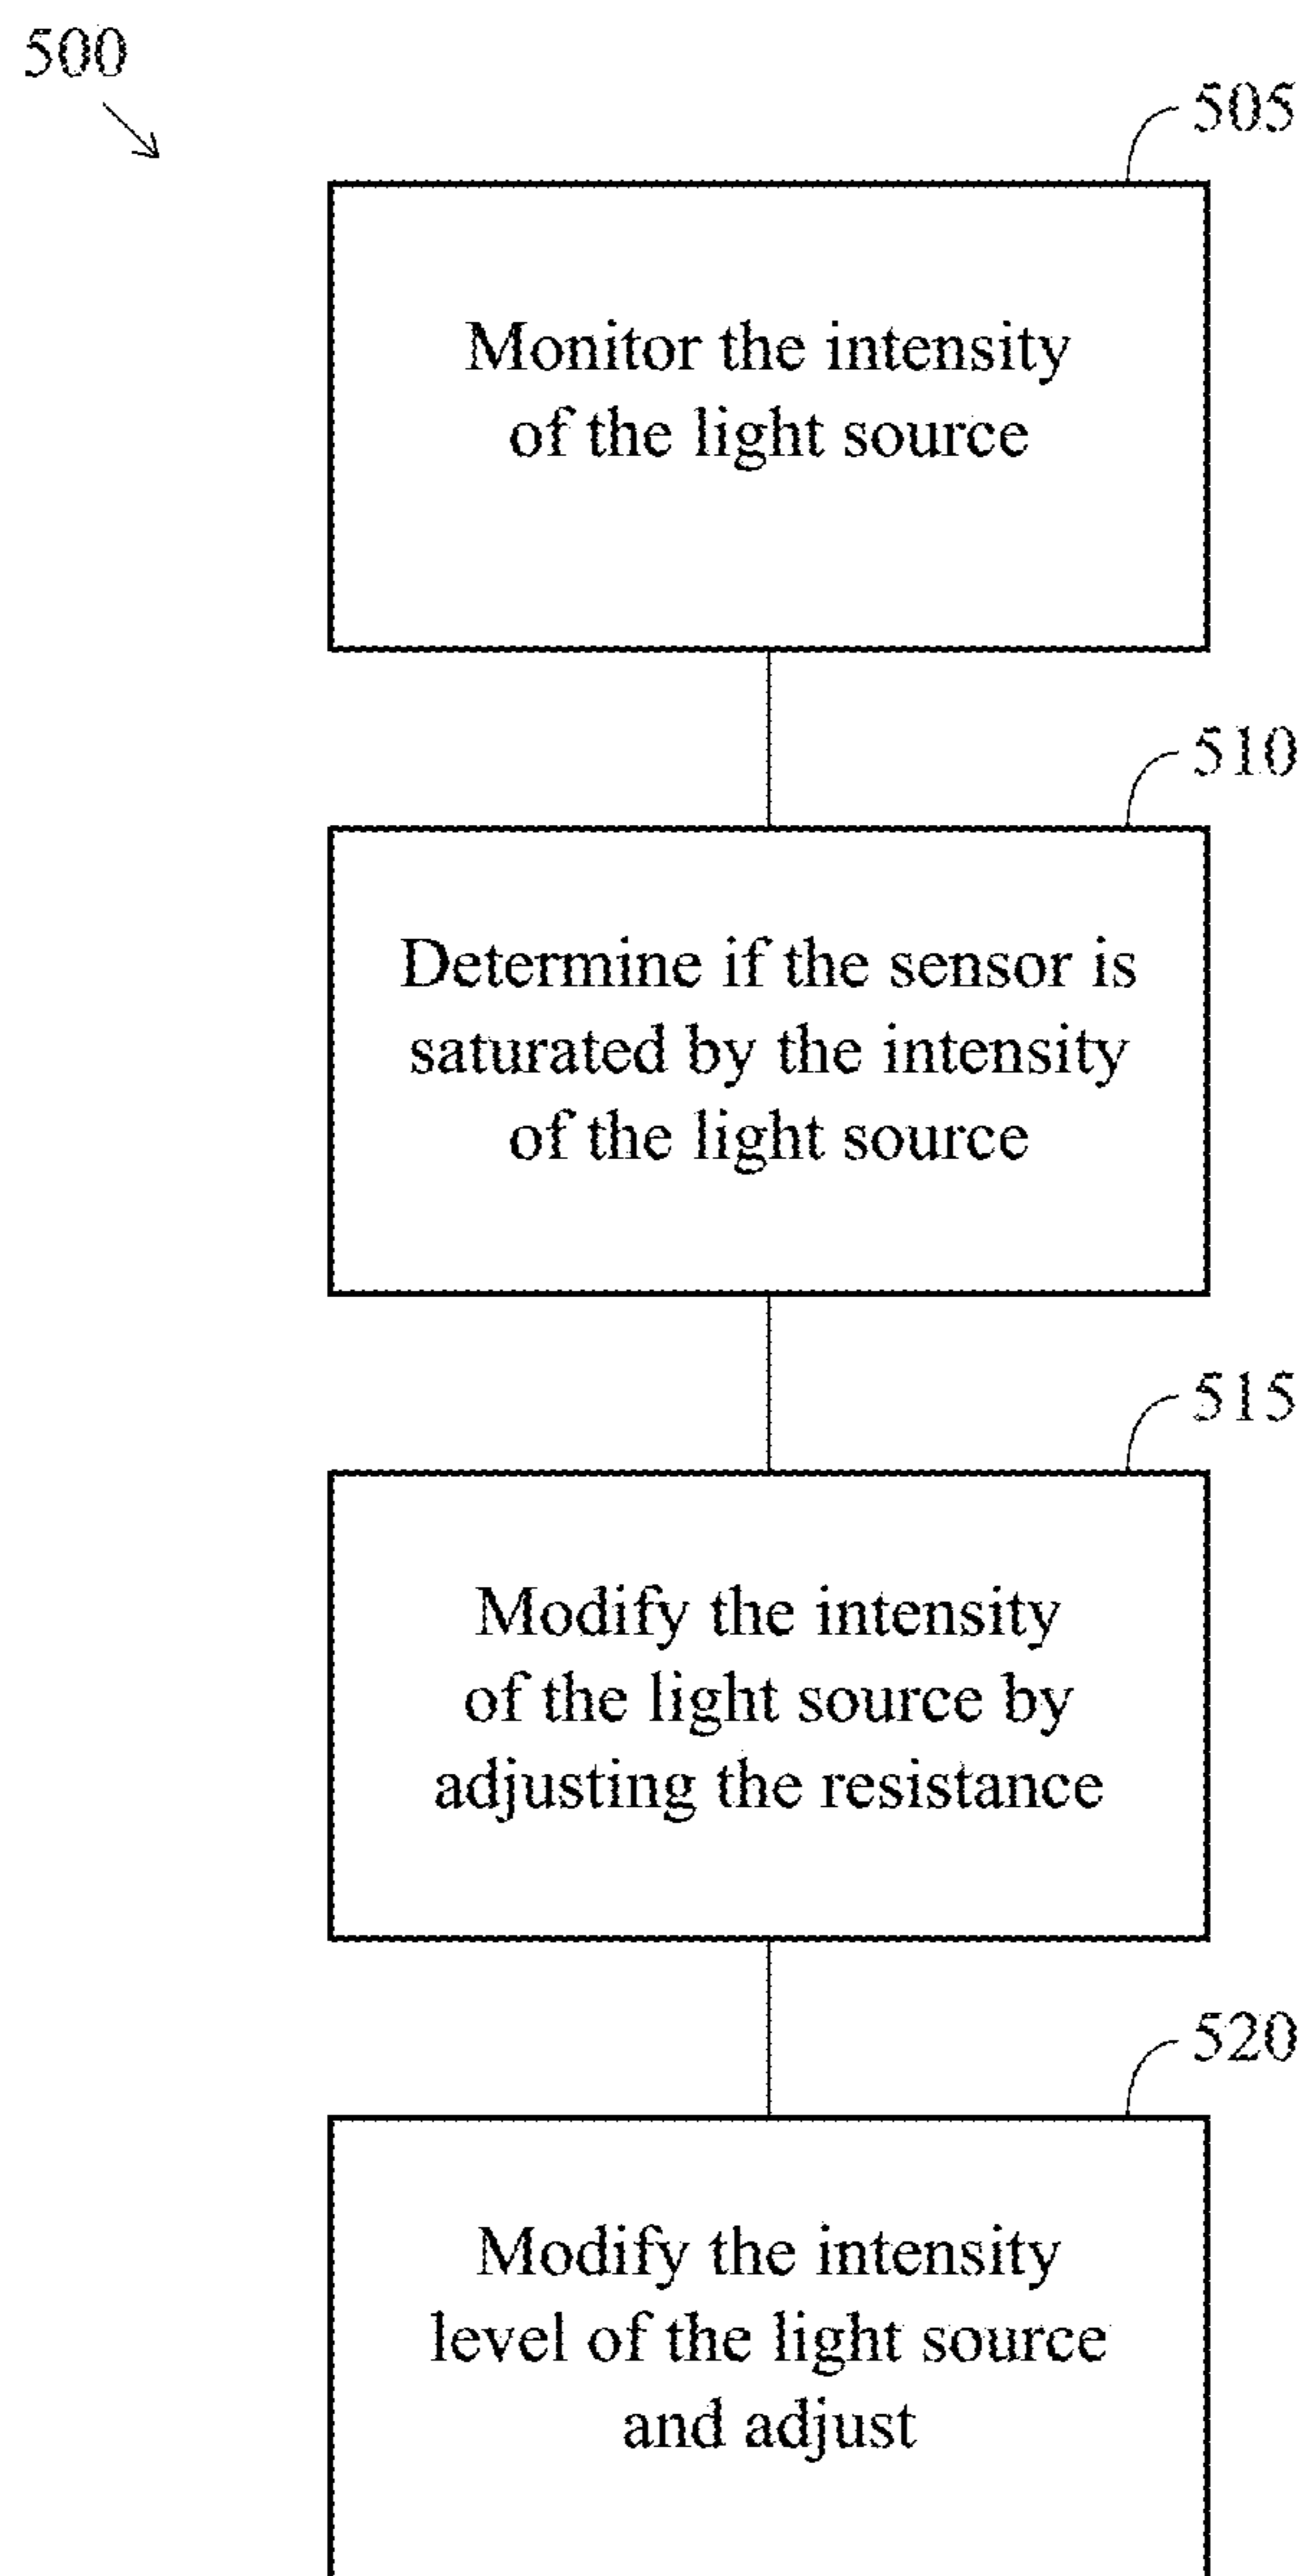 500
505
Monitor the intensity
of the light source
510
Determine if the sensor is
saturated by the intensity
of the light source
515
Modify the intensity
of the light source by
adjusting the resistance
520
Modify the intensity
level of the light source
and adjust